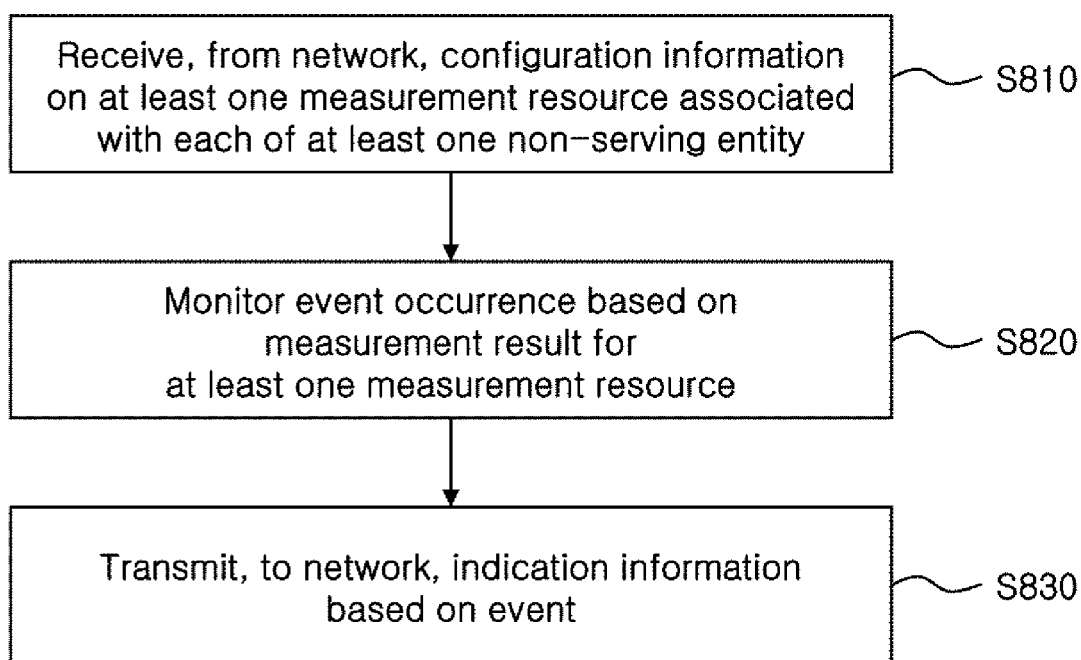 Receive, from network, configuration information
on at least one measurement resource associated
with each of at least one non-serving entity
S810
Monitor event occurrence based on
measurement result for
at least one measurement resource
S820
Transmit, to network, indication information
based on event
S830